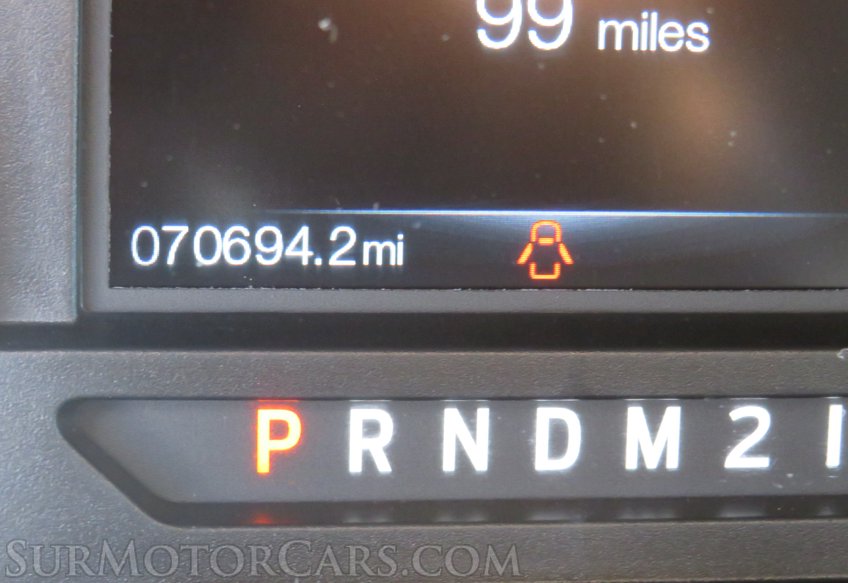 99 miles
070694.2mi
P R N D M 2
SURMOTORCARS.COM